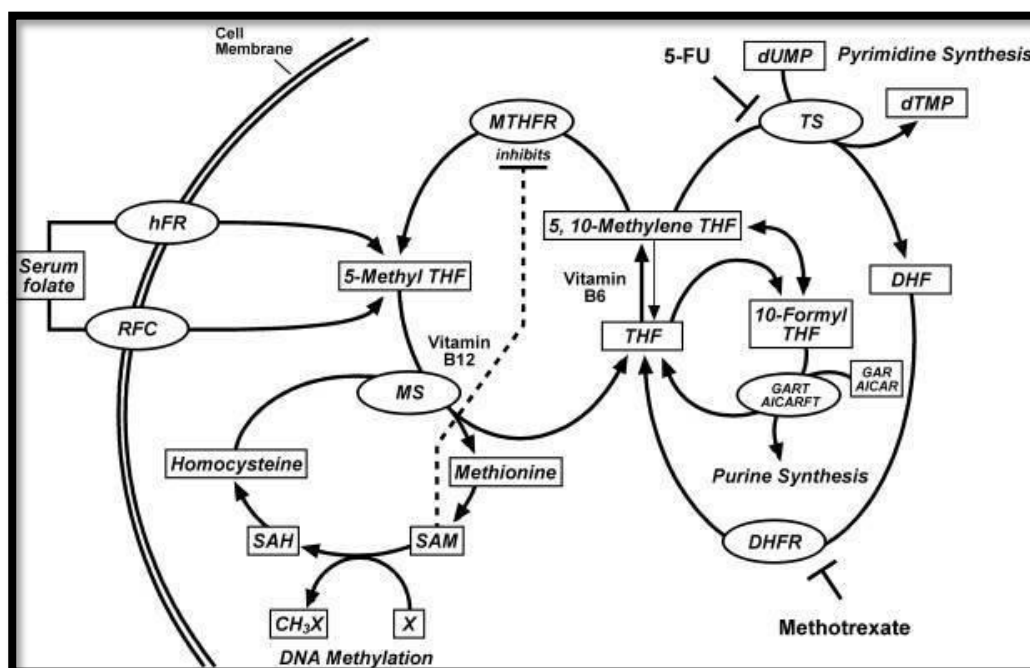 Cell
Membrane
5-FU
dUMP
Pyrimidine Synthesis
dTMP
TS
MTHFR
inhibits
hFR
Serum
folate
RFC
5-Methyl THF
5, 10-Methylene THF
Vitamin
B6
DHF
10-Formyl
THF
THF
Vitamin
B12
MS
GART
AICARFT
GAR
AICAR
Homocysteine
Methionine
Purine Synthesis
SAH
SAM
DHFR
CH₃X
X
DNA Methylation
Methotrexate